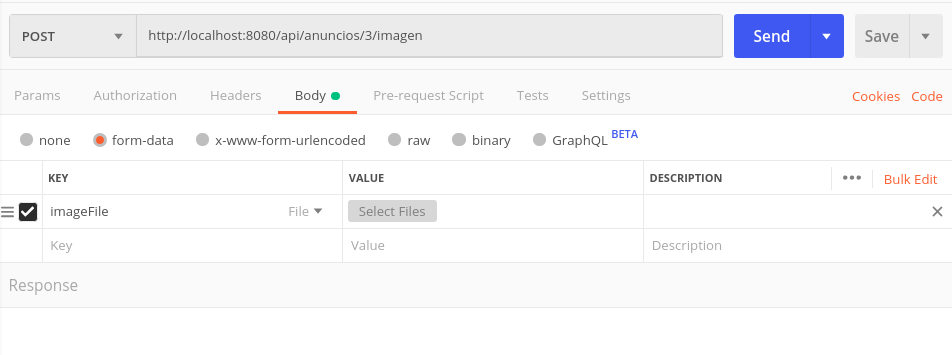 POST http://localhost:8080/api/anuncios/3/imagen Send Save
Params Authorization Headers Body Pre-request Script Tests Settings Cookies Code
none form-data x-www-form-urlencoded raw binary GraphQL BETA
KEY VALUE DESCRIPTION ••• Bulk Edit
imageFile File Select Files
Key Value Description
Response